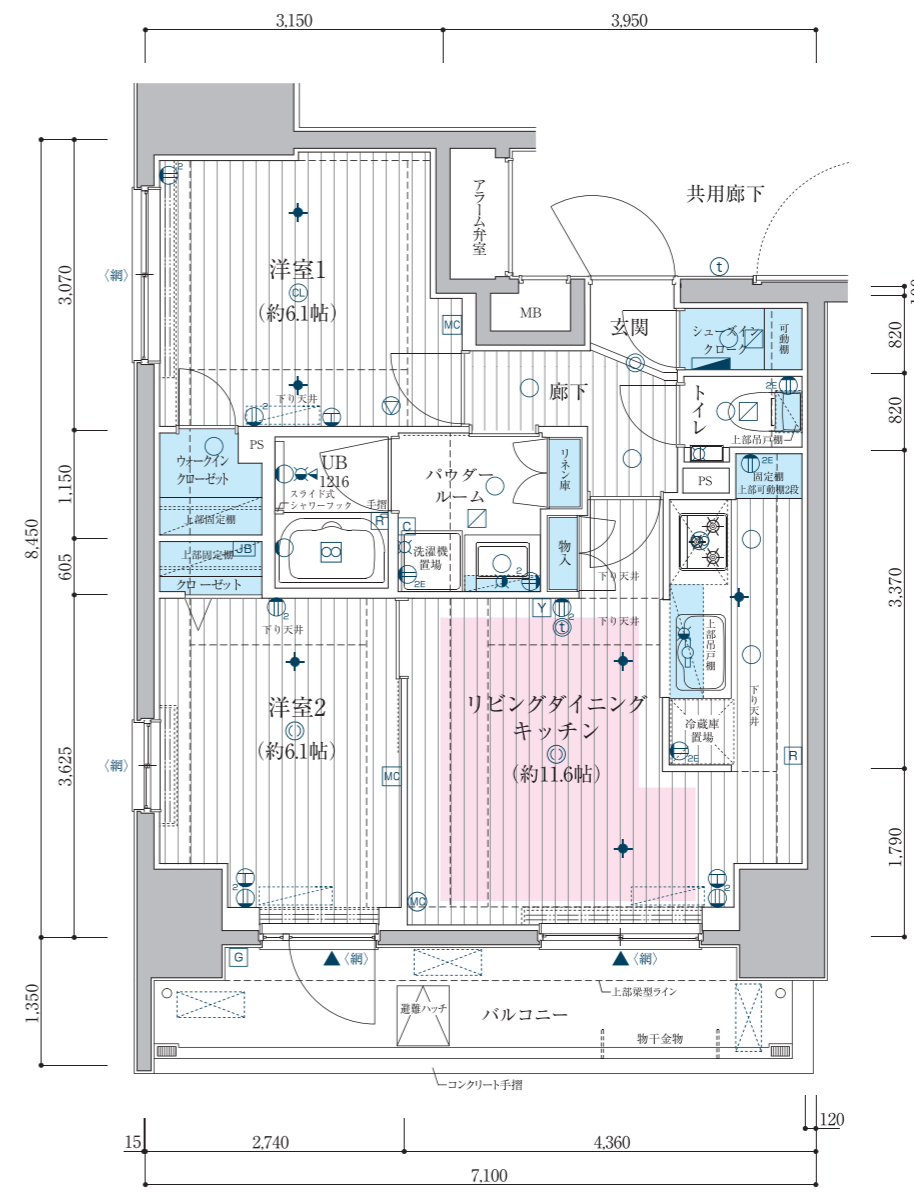 3,150
3,950
共用廊下
アラーム弁室
t
MB
玄関
シューズイン
クローク
可動棚
〈網〉
2
洋室1
CL
(約6.1帖)
MC
下り天井
2
廊下
トイレ
2E
上部吊戸棚
PS
ウォークイン
クローゼット
上部固定棚
UB
1216
スライド式
シャワーフック
手摺
R
パウダー
ルーム
リネン庫
PS
2E
固定棚
上部可動棚2段
上部固定棚
JB
クローゼット
C
洗濯機
置場
2E
2
物入
下り天井
下り天井
2
下り天井
Y
2
t
上部吊戸棚
下り天井
洋室2
(約6.1帖)
リビングダイニング
キッチン
(約11.6帖)
冷蔵庫
置場
2E
R
〈網〉
MC
2
MC
2
G
〈網〉
〈網〉
上部梁型ライン
避難ハッチ
バルコニー
物干金物
コンクリート手摺
3,070
1,150
605
3,625
8,450
1,350
100
820
820
3,370
1,790
120
15
2,740
4,360
7,100